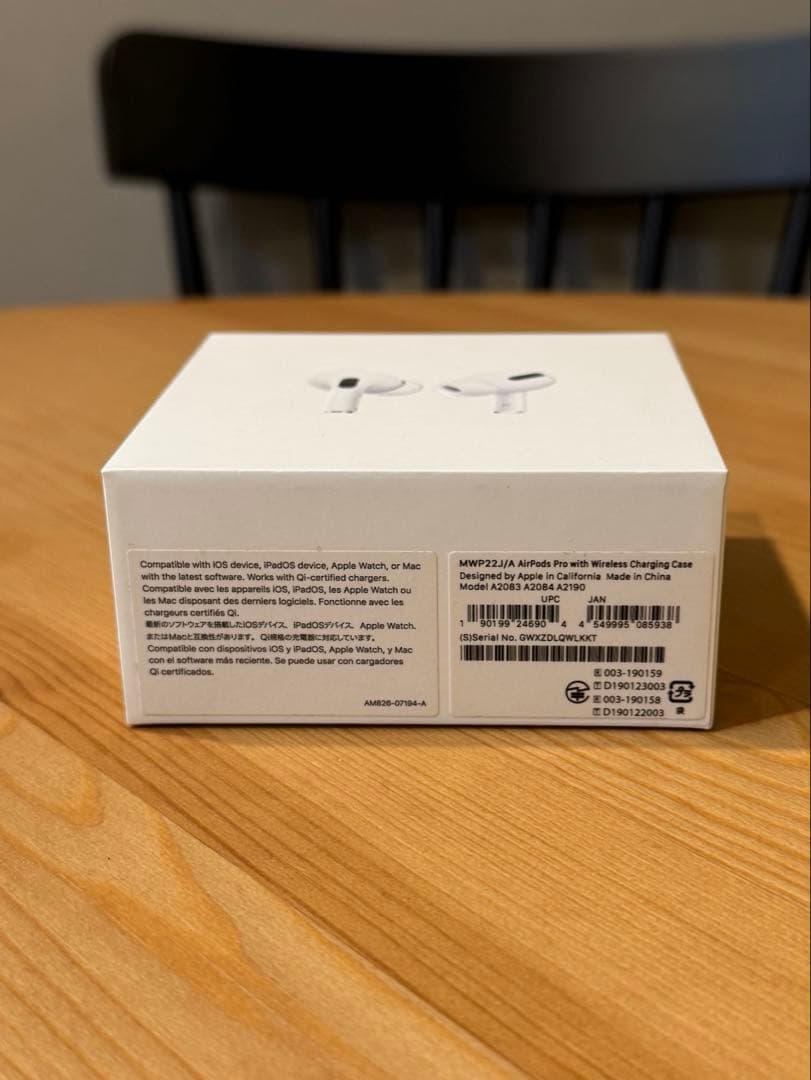 Compatible with iOS device, iPadOS device, Apple Watch, or Mac
with the latest software. Works with Qi-certified chargers.
Compatible avec les appareils iOS, iPadOS, les Apple Watch ou
les Mac disposant des derniers logiciels. Fonctionne avec les
chargeurs certifiés Qi.
最新のソフトウェアを搭載したiOSデバイス、iPadOSデバイス、Apple Watch、
またはMacと互換性があります。Qi規格の充電器に対応しています。
Compatible con dispositivos iOS y iPadOS, Apple Watch, y Mac
con el software más reciente. Se puede usar con cargadores
Qi certificados.
AM826-07194-A
MWP22J/A AirPods Pro with Wireless Charging Case
Designed by Apple in California Made in China
Model A2083 A2084 A2190
UPC JAN
1 90199 24690 4 4 549995 085938
(S)Serial No. GWXZDLQWLKKT
R 003-190159
T D190123003
R 003-190158
T D190122003
プラ
袋